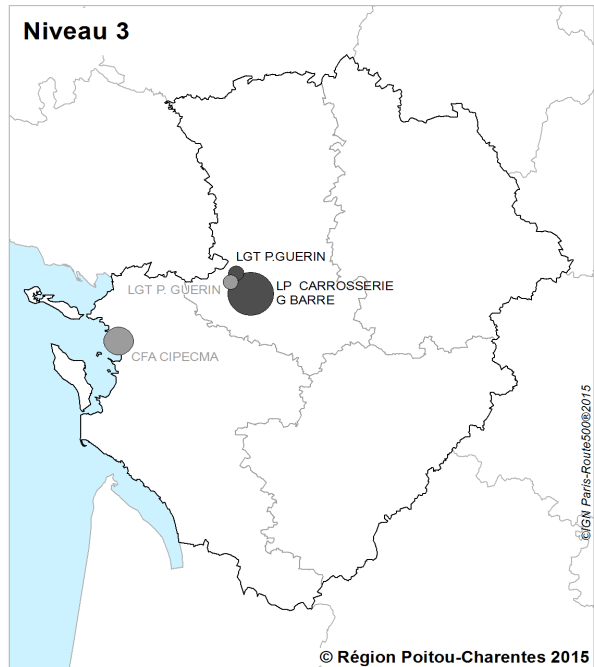 Niveau 3
LGT P.GUERIN
LGT P. GUERIN
LP  CARROSSERIE
G BARRE
CFA CIPECMA
©IGN Paris-Route500®2015
© Région Poitou-Charentes 2015